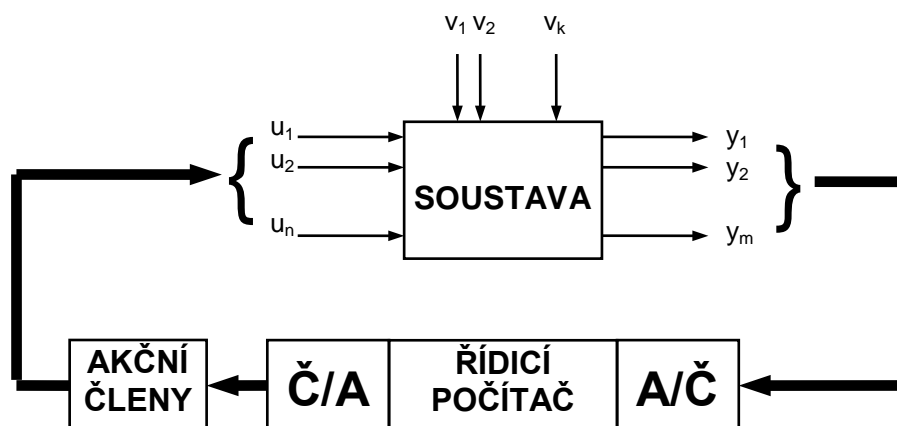 v₁ v₂ vₖ
u₁ y₁
u₂ y₂
SOUSTAVA
uₙ yₘ
AKČNÍ ČLENY
Č/A
ŘÍDICÍ POČÍTAČ
A/Č